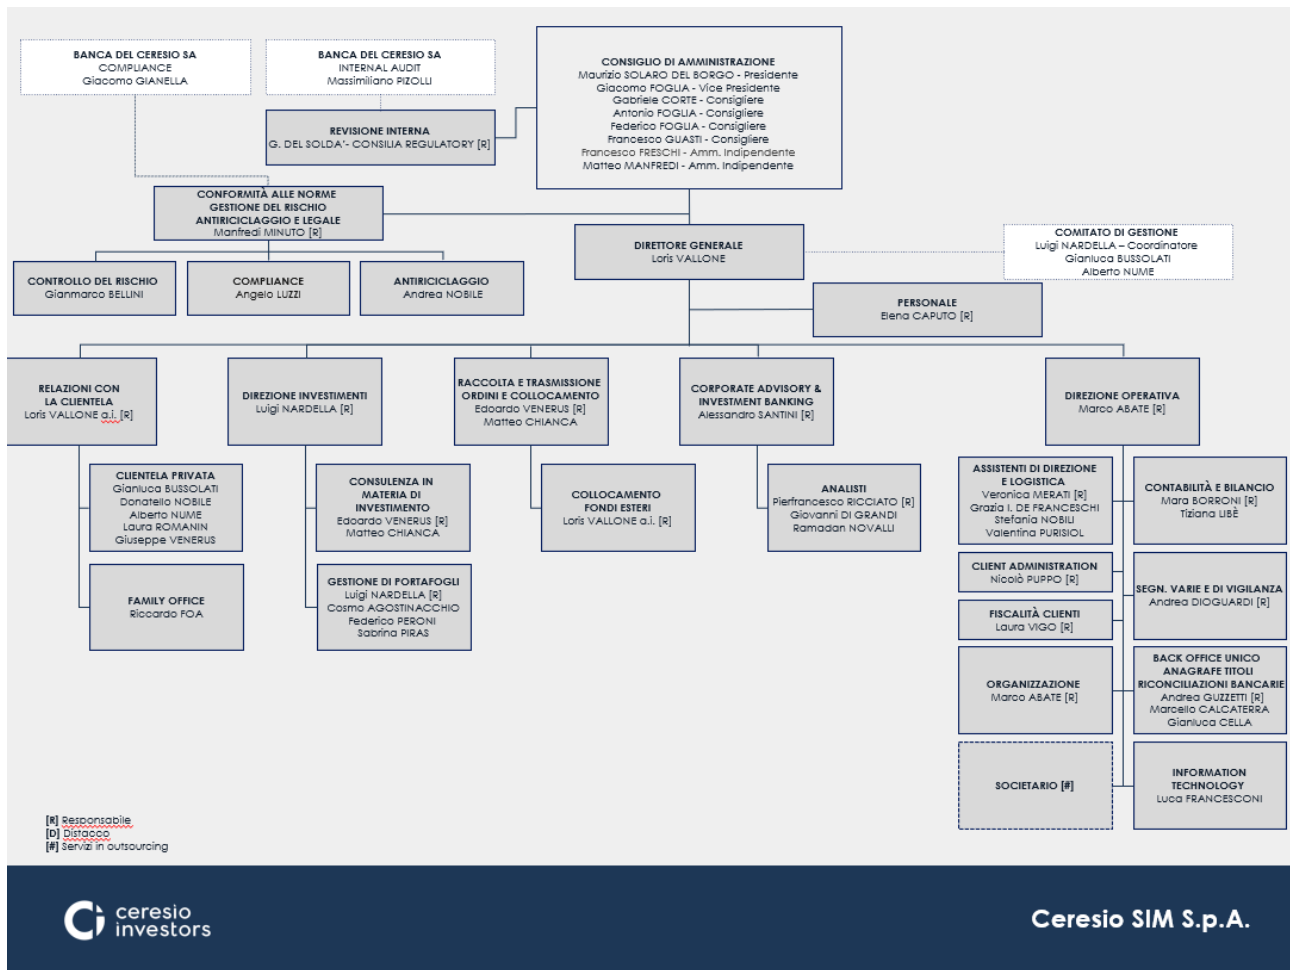 BANCA DEL CERESIO SA
COMPLIANCE
Giacomo GIANELLA
BANCA DEL CERESIO SA
INTERNAL AUDIT
Massimiliano PIZOLLI
CONSIGLIO DI AMMINISTRAZIONE
Maurizio SOLARO DEL BORGO - Presidente
Giacomo FOGLIA - Vice Presidente
Gabriele CORTE - Consigliere
Antonio FOGLIA - Consigliere
Federico FOGLIA - Consigliere
Francesco GUASTI - Consigliere
Francesco FRESCHI - Amm. Indipendente
Matteo MANFREDI - Amm. Indipendente
REVISIONE INTERNA
G. DEL SOLDA'- CONSILIA REGULATORY [R]
CONFORMITÀ ALLE NORME
GESTIONE DEL RISCHIO
ANTIRICICLAGGIO E LEGALE
Manfredi MINUTO [R]
DIRETTORE GENERALE
Loris VALLONE
COMITATO DI GESTIONE
Luigi NARDELLA – Coordinatore
Gianluca BUSSOLATI
Alberto NUME
CONTROLLO DEL RISCHIO
Gianmarco BELLINI
COMPLIANCE
Angelo LUZZI
ANTIRICICLAGGIO
Andrea NOBILE
PERSONALE
Elena CAPUTO [R]
RELAZIONI CON
LA CLIENTELA
Loris VALLONE a.i. [R]
DIREZIONE INVESTIMENTI
Luigi NARDELLA [R]
RACCOLTA E TRASMISSIONE
ORDINI E COLLOCAMENTO
Edoardo VENERUS [R]
Matteo CHIANCA
CORPORATE ADVISORY &
INVESTMENT BANKING
Alessandro SANTINI [R]
DIREZIONE OPERATIVA
Marco ABATE [R]
CLIENTELA PRIVATA
Gianluca BUSSOLATI
Donatello NOBILE
Alberto NUME
Laura ROMANIN
Giuseppe VENERUS
CONSULENZA IN
MATERIA DI
INVESTIMENTO
Edoardo VENERUS [R]
Matteo CHIANCA
COLLOCAMENTO
FONDI ESTERI
Loris VALLONE a.i. [R]
ANALISTI
Pierfrancesco RICCIATO [R]
Giovanni DI GRANDI
Ramadan NOVALLI
ASSISTENTI DI DIREZIONE
E LOGISTICA
Veronica MERATI [R]
Grazia I. DE FRANCESCHI
Stefania NOBILI
Valentina PURISIOL
CONTABILITÀ E BILANCIO
Mara BORRONI [R]
Tiziana LIBÈ
FAMILY OFFICE
Riccardo FOA
GESTIONE DI PORTAFOGLI
Luigi NARDELLA [R]
Cosmo AGOSTINACCHIO
Federico PERONI
Sabrina PIRAS
CLIENT ADMINISTRATION
Nicolò PUPPO [R]
SEGN. VARIE E DI VIGILANZA
Andrea DIOGUARDI [R]
FISCALITÀ CLIENTI
Laura VIGO [R]
ORGANIZZAZIONE
Marco ABATE [R]
BACK OFFICE UNICO
ANAGRAFE TITOLI
RICONCILIAZIONI BANCARIE
Andrea GUZZETTI [R]
Marcello CALCATERRA
Gianluca CELLA
SOCIETARIO [#]
INFORMATION
TECHNOLOGY
Luca FRANCESCONI
[R] Responsabile
[D] Distacco
[#] Servizi in outsourcing
ceresio
investors
Ceresio SIM S.p.A.